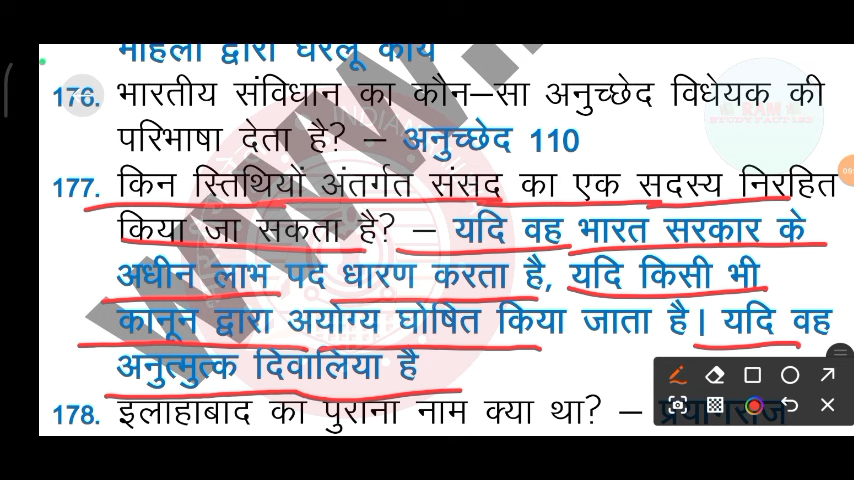 महिला द्वारा घरेलू कार्य
176. भारतीय संविधान का कौन–सा अनुच्छेद विधेयक की
परिभाषा देता है? – अनुच्छेद 110
177. किन स्तिथियों अंतर्गत संसद का एक सदस्य निरहित
किया जा सकता है? – यदि वह भारत सरकार के
अधीन लाभ पद धारण करता है, यदि किसी भी
कानून द्वारा अयोग्य घोषित किया जाता है। यदि वह
अनुत्मुत्क दिवालिया है
178. इलाहाबाद का पुराना नाम क्या था? – प्रयागराज